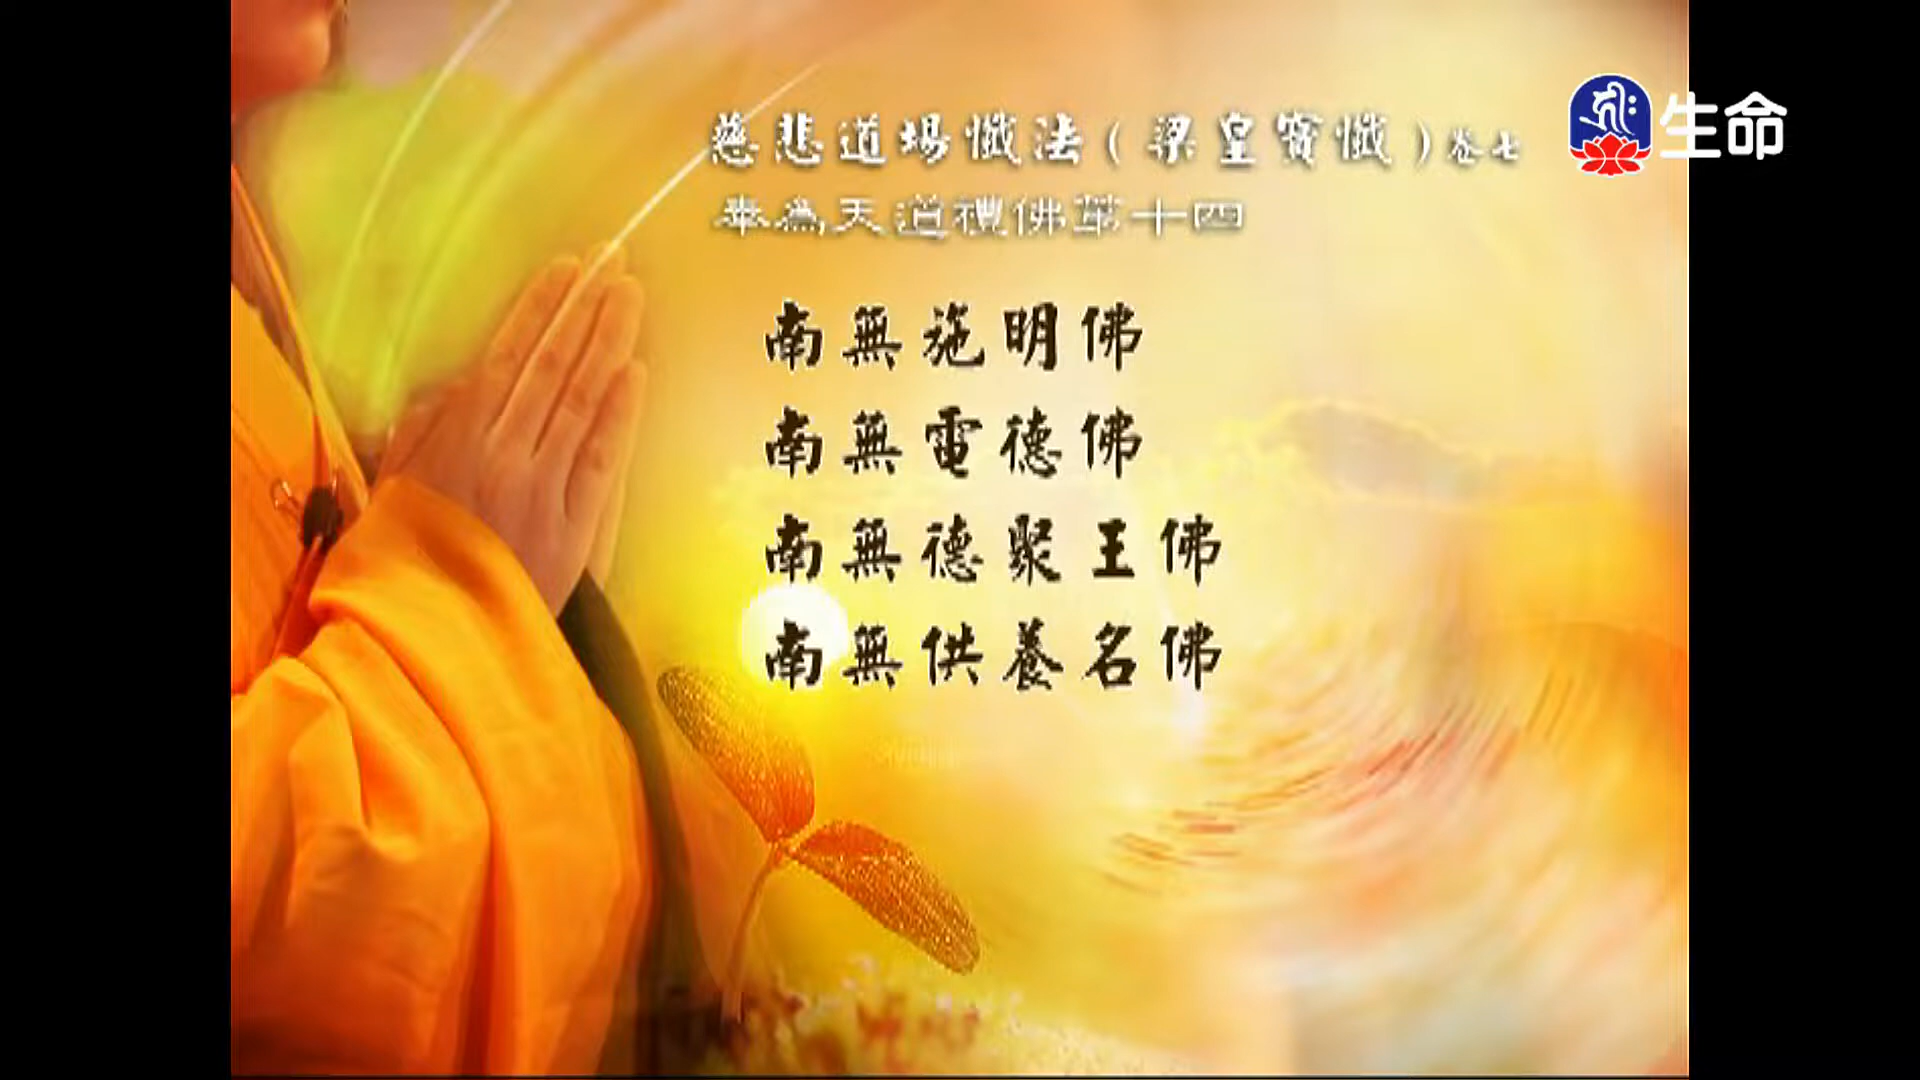 慈悲道場懺法(梁皇寶懺)卷七
生命
奉為天道禮佛第十四
南無施明佛
南無電德佛
南無德聚王佛
南無供養名佛